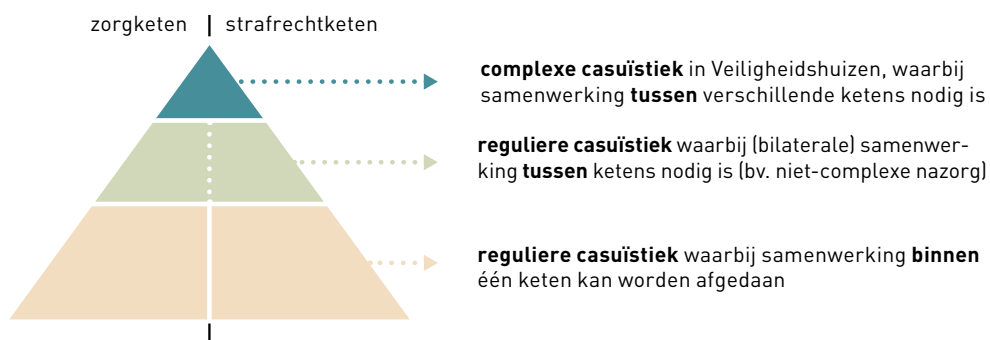 zorgketen | strafrechtketen
complexe casuïstiek in Veiligheidshuizen, waarbij
samenwerking tussen verschillende ketens nodig is
reguliere casuïstiek waarbij (bilaterale) samenwer-
king tussen ketens nodig is (bv. niet-complexe nazorg)
reguliere casuïstiek waarbij samenwerking binnen
één keten kan worden afgedaan